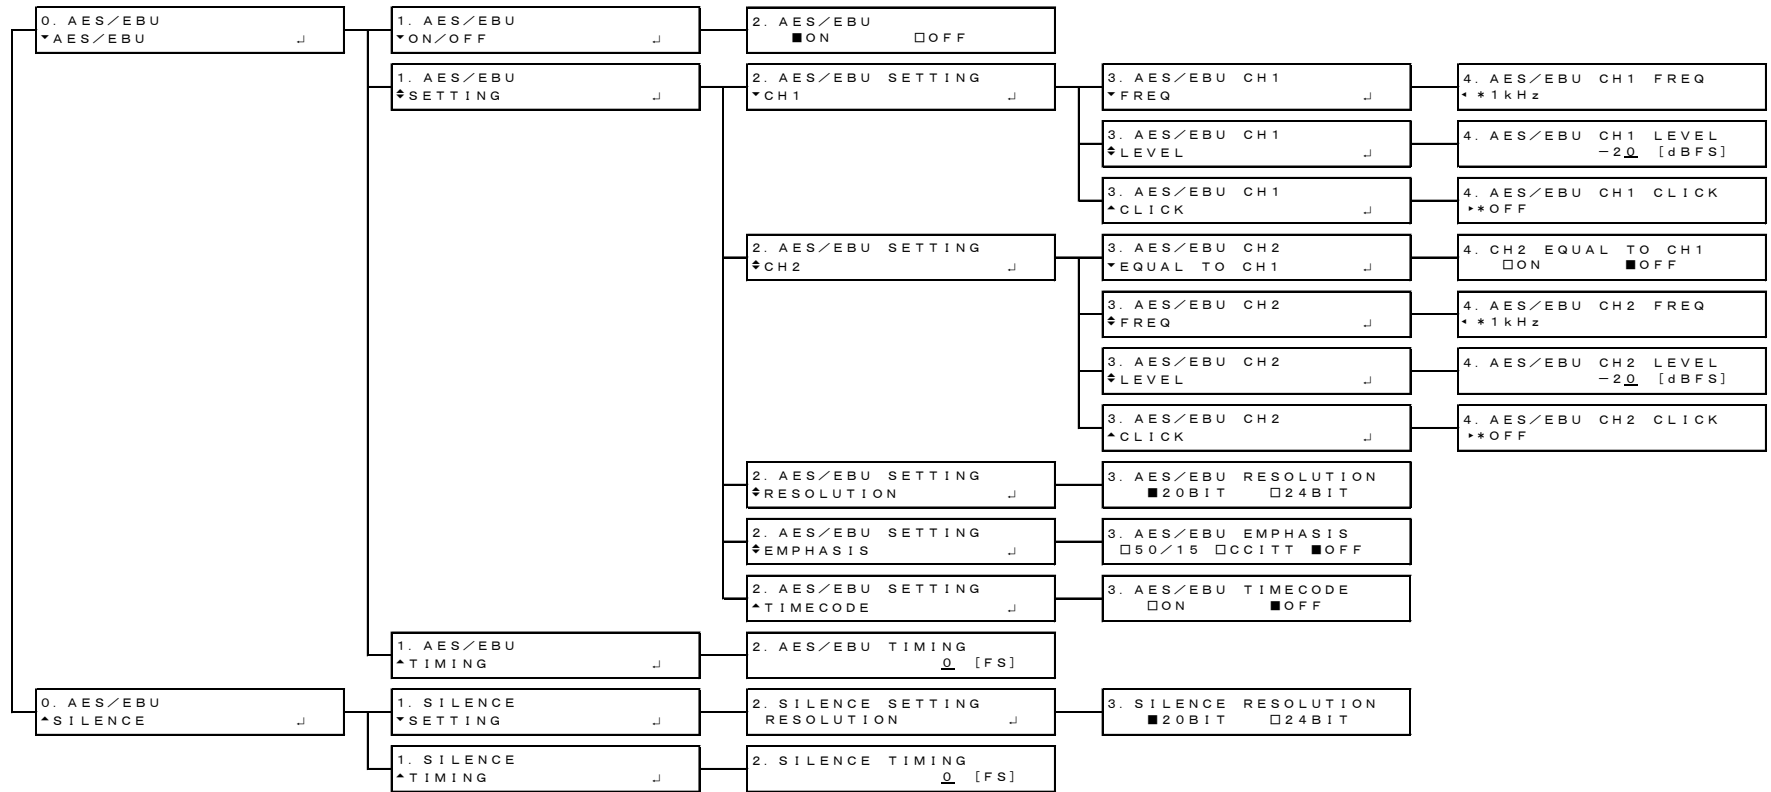 0. AES/EBU
▾AES/EBU ↵
1. AES/EBU
▾ON/OFF ↵
2. AES/EBU
■ON □OFF
1. AES/EBU
♦SETTING ↵
2. AES/EBU SETTING
▾CH1 ↵
3. AES/EBU CH1
▾FREQ ↵
4. AES/EBU CH1 FREQ
◂ *1kHz
3. AES/EBU CH1
♦LEVEL ↵
4. AES/EBU CH1 LEVEL
-20 [dBFS]
3. AES/EBU CH1
▴CLICK ↵
4. AES/EBU CH1 CLICK
▸*OFF
2. AES/EBU SETTING
♦CH2 ↵
3. AES/EBU CH2
▾EQUAL TO CH1 ↵
4. CH2 EQUAL TO CH1
□ON ■OFF
3. AES/EBU CH2
♦FREQ ↵
4. AES/EBU CH2 FREQ
◂ *1kHz
3. AES/EBU CH2
♦LEVEL ↵
4. AES/EBU CH2 LEVEL
-20 [dBFS]
3. AES/EBU CH2
▴CLICK ↵
4. AES/EBU CH2 CLICK
▸*OFF
2. AES/EBU SETTING
♦RESOLUTION ↵
3. AES/EBU RESOLUTION
■20BIT □24BIT
2. AES/EBU SETTING
♦EMPHASIS ↵
3. AES/EBU EMPHASIS
□50/15 □CCITT ■OFF
2. AES/EBU SETTING
▴TIMECODE ↵
3. AES/EBU TIMECODE
□ON ■OFF
1. AES/EBU
▴TIMING ↵
2. AES/EBU TIMING
0 [FS]
0. AES/EBU
▴SILENCE ↵
1. SILENCE
▾SETTING ↵
2. SILENCE SETTING
RESOLUTION ↵
3. SILENCE RESOLUTION
■20BIT □24BIT
1. SILENCE
▴TIMING ↵
2. SILENCE TIMING
0 [FS]